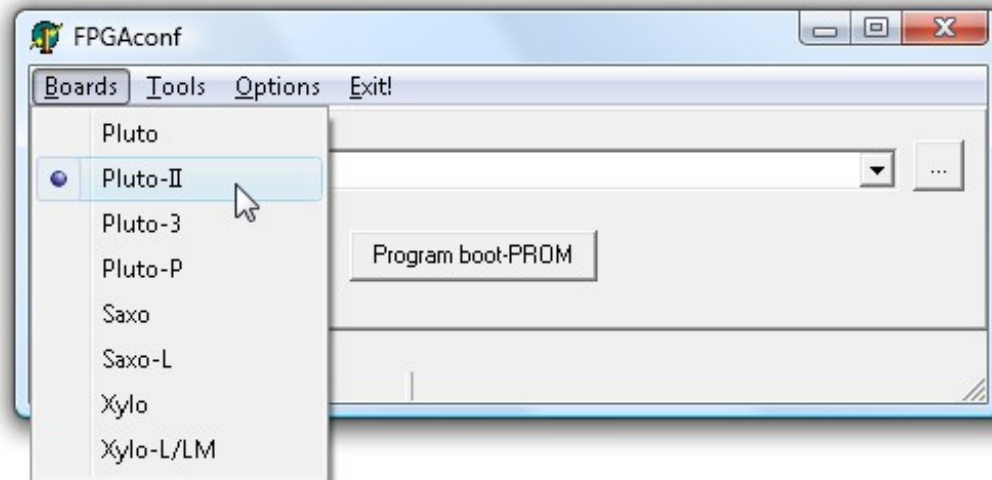 FPGAconf
Boards Tools Options Exit!
Pluto
Pluto-II
...
Pluto-3
Pluto-P
Program boot-PROM
Saxo
Saxo-L
Xylo
Xylo-L/LM